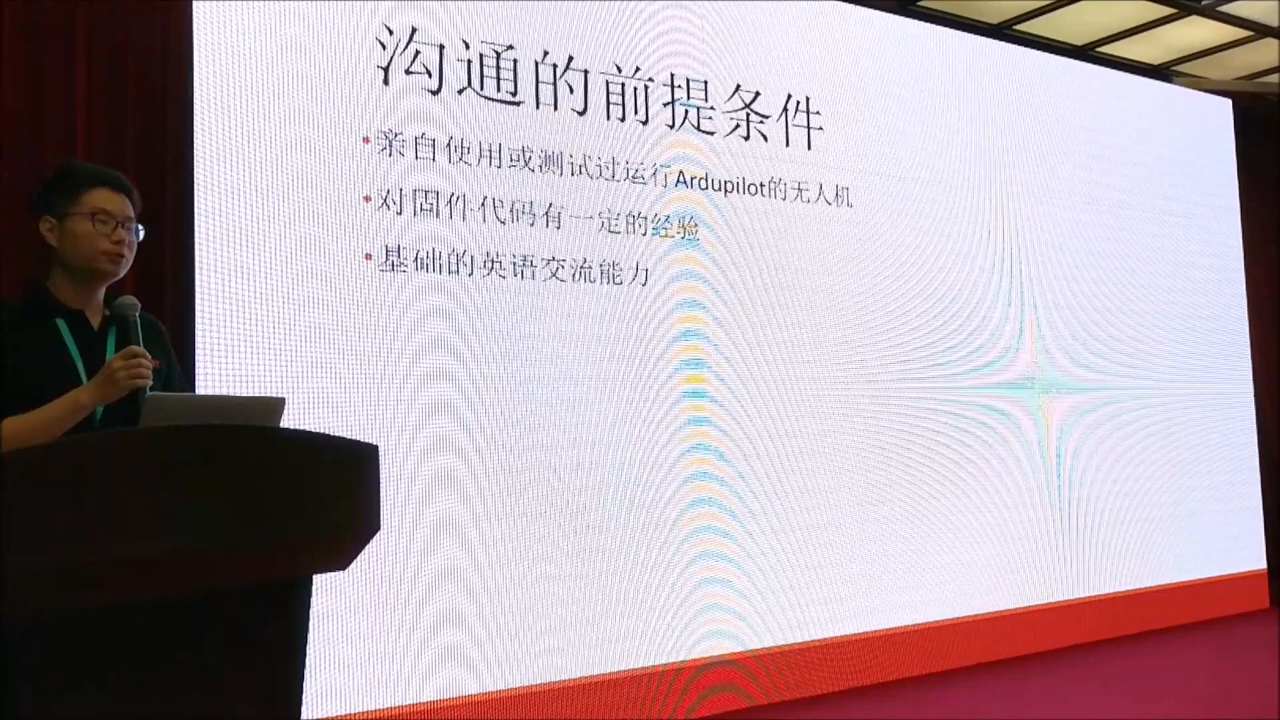 沟通的前提条件
•亲自使用或测试过运行Ardupilot的无人机
•对固件代码有一定的经验
•基础的英语交流能力